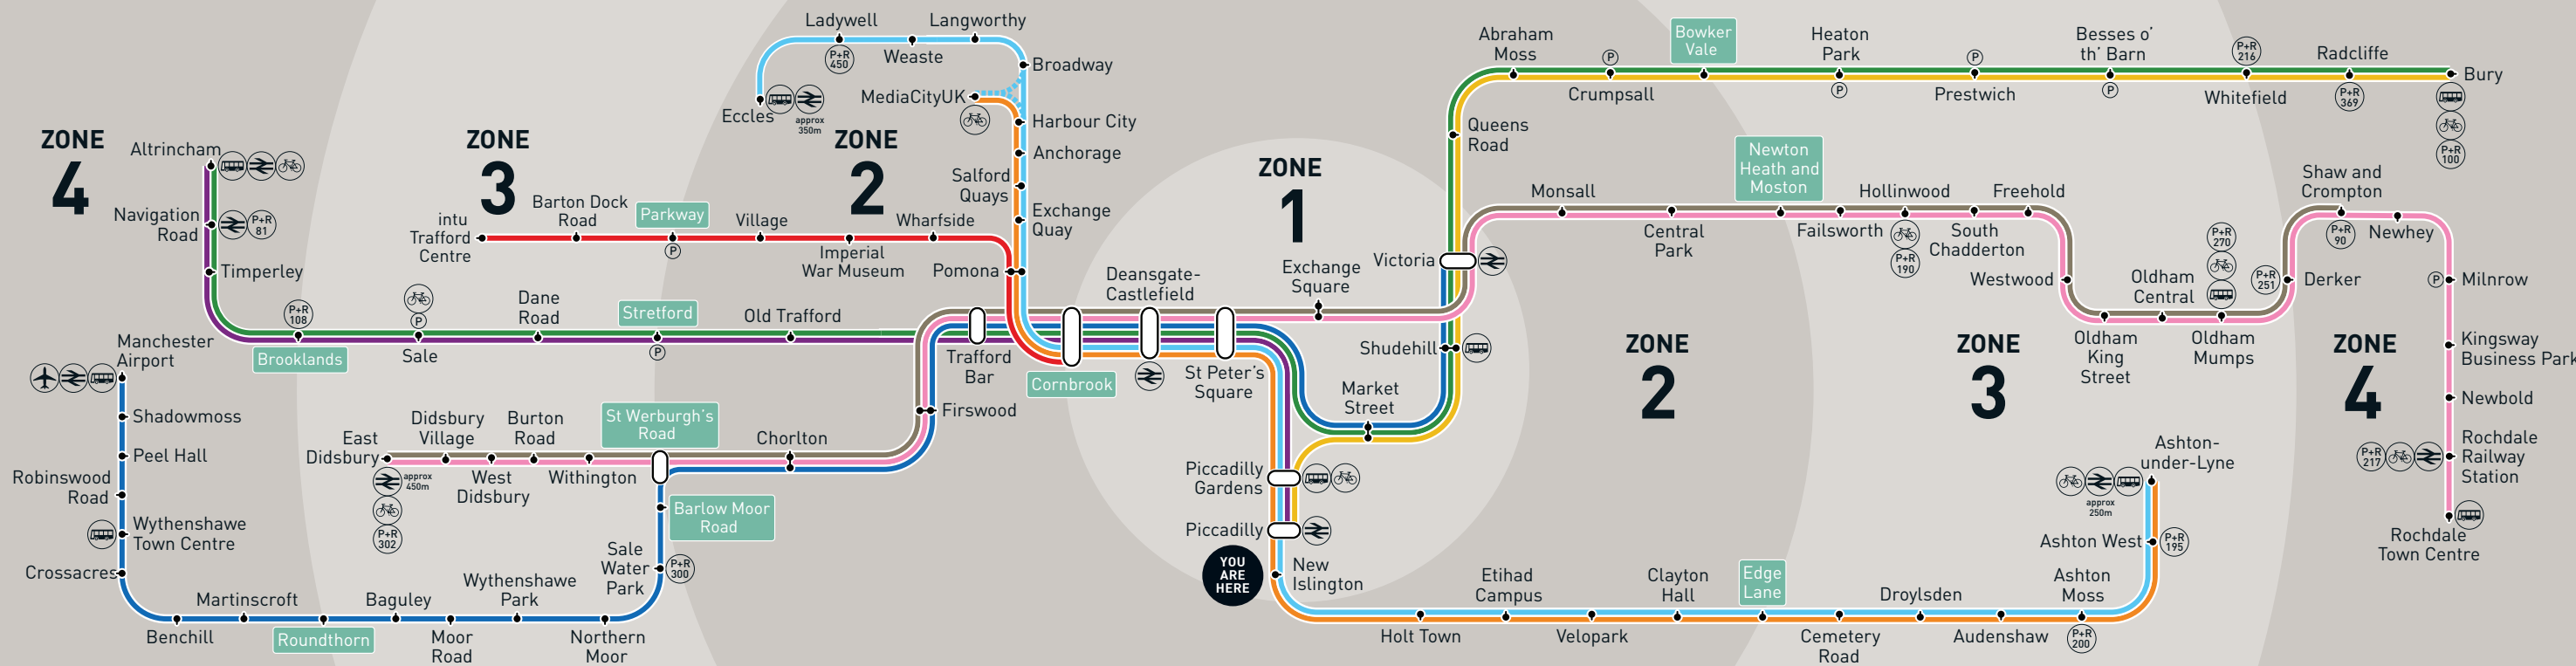 ZONE
4
Altrincham
Navigation
Road
P+R
81
Timperley
P+R
108
Brooklands
P
Sale
Dane
Road
Stretford
P
Old Trafford
Trafford
Bar
ZONE
3
intu
Trafford
Centre
Barton Dock
Road
Parkway
P
Village
Imperial
War Museum
Wharfside
Pomona
ZONE
2
Eccles
approx
350m
Ladywell
P+R
450
Weaste
Langworthy
Broadway
MediaCityUK
Harbour City
Anchorage
Salford
Quays
Exchange
Quay
Manchester
Airport
Shadowmoss
Peel Hall
Robinswood
Road
Wythenshawe
Town Centre
Crossacres
Benchill
Martinscroft
Roundthorn
Baguley
Moor
Road
Wythenshawe
Park
Northern
Moor
Sale
Water
Park
P+R
300
Barlow Moor
Road
St Werburgh's
Road
East
Didsbury
approx
450m
P+R
302
Didsbury
Village
West
Didsbury
Burton
Road
Withington
Chorlton
Firswood
Cornbrook
Deansgate-
Castlefield
St Peter's
Square
ZONE
1
Exchange
Square
Victoria
Shudehill
Market
Street
Piccadilly
Gardens
Piccadilly
YOU
ARE
HERE
New
Islington
Queens
Road
Abraham
Moss
P
Crumpsall
Bowker
Vale
Heaton
Park
P
P
Prestwich
Besses o'
th' Barn
P
P+R
216
Whitefield
Radcliffe
P+R
369
Bury
P+R
100
Monsall
Central
Park
Newton
Heath and
Moston
Failsworth
Hollinwood
P+R
190
South
Chadderton
Freehold
Westwood
Oldham
King
Street
Oldham
Central
P+R
270
Oldham
Mumps
P+R
251
Derker
Shaw and
Crompton
P+R
90
Newhey
P
Milnrow
Kingsway
Business Park
Newbold
P+R
217
Rochdale
Railway
Station
Rochdale
Town Centre
ZONE
2
ZONE
3
ZONE
4
Holt Town
Etihad
Campus
Velopark
Clayton
Hall
Edge
Lane
Cemetery
Road
Droylsden
Audenshaw
Ashton
Moss
P+R
200
Ashton West
P+R
195
Ashton-
under-Lyne
approx
250m